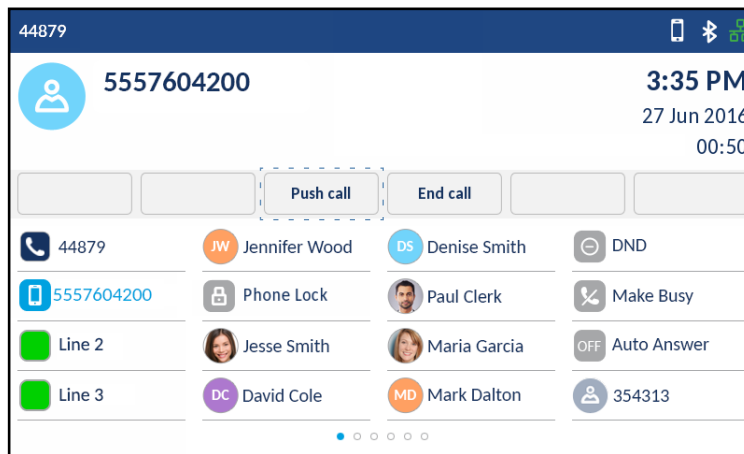 44879
5557604200
3:35 PM
27 Jun 2016
00:50
Push call End call
44879 JW Jennifer Wood DS Denise Smith DND
5557604200 Phone Lock Paul Clerk Make Busy
Line 2 Jesse Smith Maria Garcia OFF Auto Answer
Line 3 DC David Cole MD Mark Dalton 354313